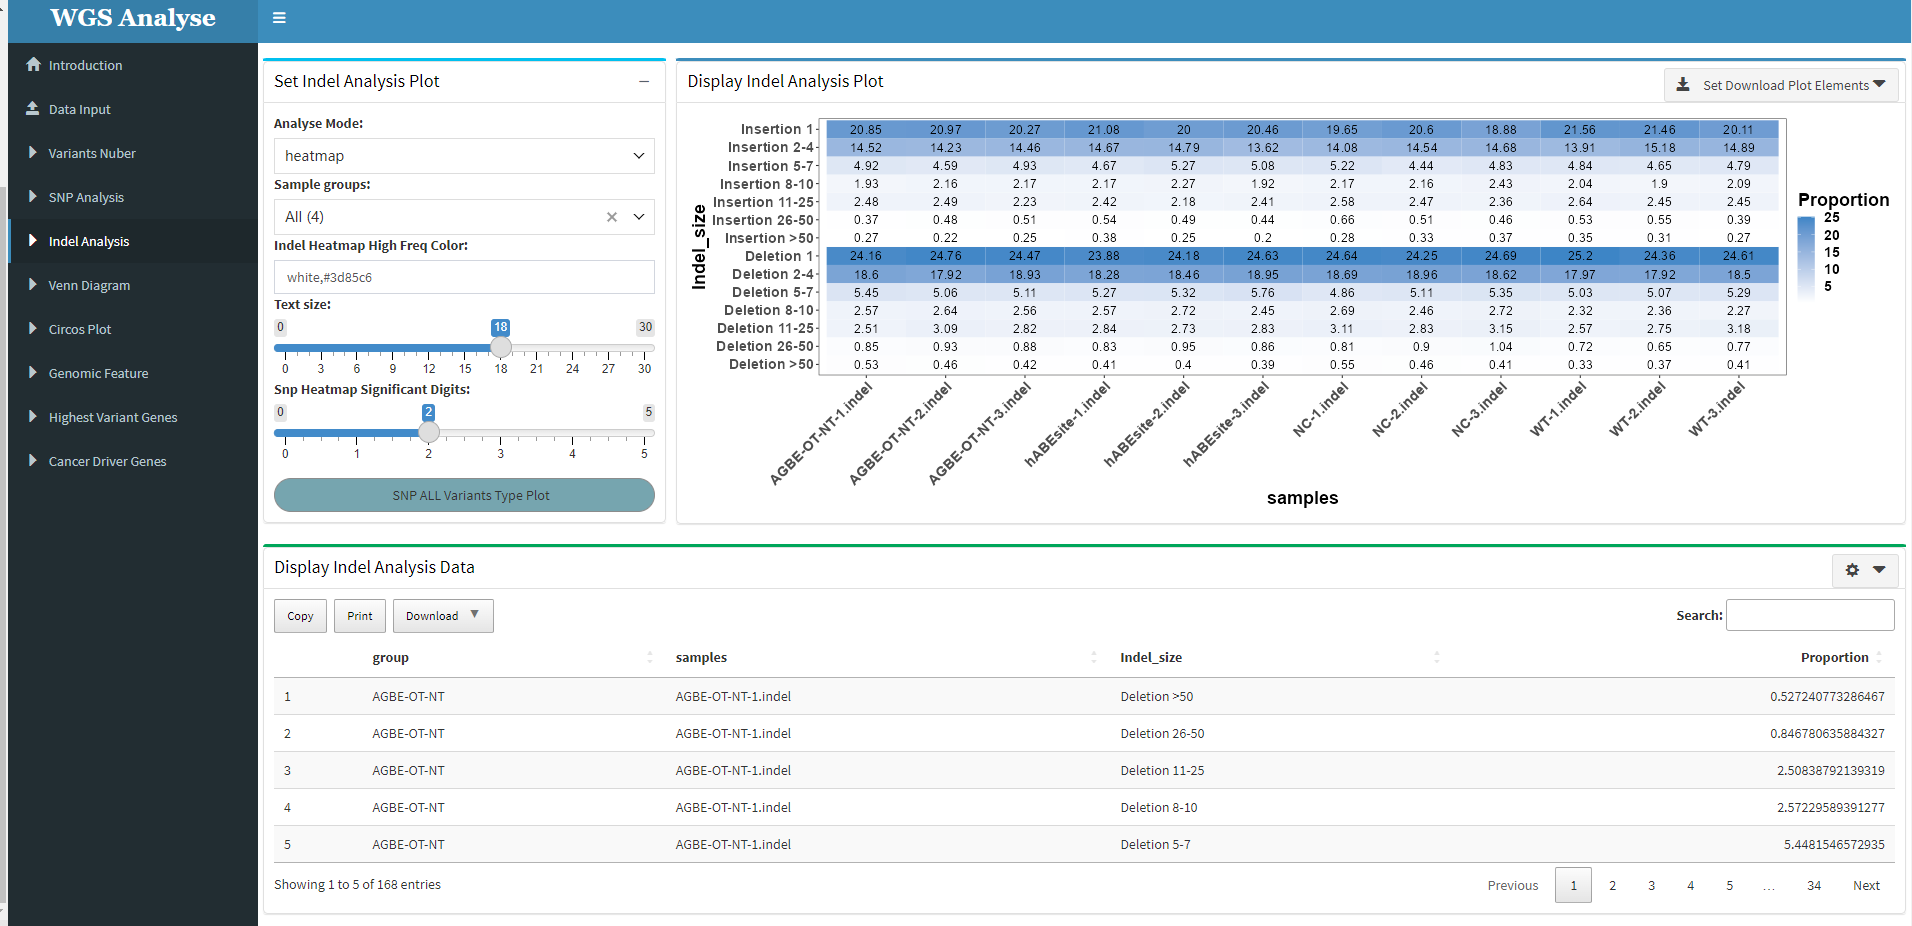 WGS Analyse
Introduction
Data Input
Variants Nuber
SNP Analysis
Indel Analysis
Venn Diagram
Circos Plot
Genomic Feature
Highest Variant Genes
Cancer Driver Genes
Set Indel Analysis Plot
Analyse Mode:
heatmap
Sample groups:
All (4)
Indel Heatmap High Freq Color:
white,#3d85c6
Text size:
0 18 30
0 3 6 9 12 15 18 21 24 27 30
Snp Heatmap Significant Digits:
0 2 5
0 1 2 3 4 5
SNP ALL Variants Type Plot
Display Indel Analysis Plot
Set Download Plot Elements
Indel_size
Insertion 1 20.85 20.97 20.27 21.08 20 20.46 19.65 20.6 18.88 21.56 21.46 20.11
Insertion 2-4 14.52 14.23 14.46 14.67 14.79 13.62 14.08 14.54 14.68 13.91 15.18 14.89
Insertion 5-7 4.92 4.59 4.93 4.67 5.27 5.08 5.22 4.44 4.83 4.84 4.65 4.79
Insertion 8-10 1.93 2.16 2.17 2.17 2.27 1.92 2.17 2.16 2.43 2.04 1.9 2.09
Insertion 11-25 2.48 2.49 2.23 2.42 2.18 2.41 2.58 2.47 2.36 2.64 2.45 2.45
Insertion 26-50 0.37 0.48 0.51 0.54 0.49 0.44 0.66 0.51 0.46 0.53 0.55 0.39
Insertion >50 0.27 0.22 0.25 0.38 0.25 0.2 0.28 0.33 0.37 0.35 0.31 0.27
Deletion 1 24.16 24.76 24.47 23.88 24.18 24.63 24.64 24.25 24.69 25.2 24.36 24.61
Deletion 2-4 18.6 17.92 18.93 18.28 18.46 18.95 18.69 18.96 18.62 17.97 17.92 18.5
Deletion 5-7 5.45 5.06 5.11 5.27 5.32 5.76 4.86 5.11 5.35 5.03 5.07 5.29
Deletion 8-10 2.57 2.64 2.56 2.57 2.72 2.45 2.69 2.46 2.72 2.32 2.36 2.27
Deletion 11-25 2.51 3.09 2.82 2.84 2.73 2.83 3.11 2.83 3.15 2.57 2.75 3.18
Deletion 26-50 0.85 0.93 0.88 0.83 0.95 0.86 0.81 0.9 1.04 0.72 0.65 0.77
Deletion >50 0.53 0.46 0.42 0.41 0.4 0.39 0.55 0.46 0.41 0.33 0.37 0.41
AGBE-OT-NT-1.indel AGBE-OT-NT-2.indel AGBE-OT-NT-3.indel hABEsite-1.indel hABEsite-2.indel hABEsite-3.indel NC-1.indel NC-2.indel NC-3.indel WT-1.indel WT-2.indel WT-3.indel
samples
Proportion
25
20
15
10
5
Display Indel Analysis Data
Copy Print Download
Search:
group samples Indel_size Proportion
1 AGBE-OT-NT AGBE-OT-NT-1.indel Deletion >50 0.527240773286467
2 AGBE-OT-NT AGBE-OT-NT-1.indel Deletion 26-50 0.846780635884327
3 AGBE-OT-NT AGBE-OT-NT-1.indel Deletion 11-25 2.50838792139319
4 AGBE-OT-NT AGBE-OT-NT-1.indel Deletion 8-10 2.57229589391277
5 AGBE-OT-NT AGBE-OT-NT-1.indel Deletion 5-7 5.4481546572935
Showing 1 to 5 of 168 entries
Previous 1 2 3 4 5 … 34 Next